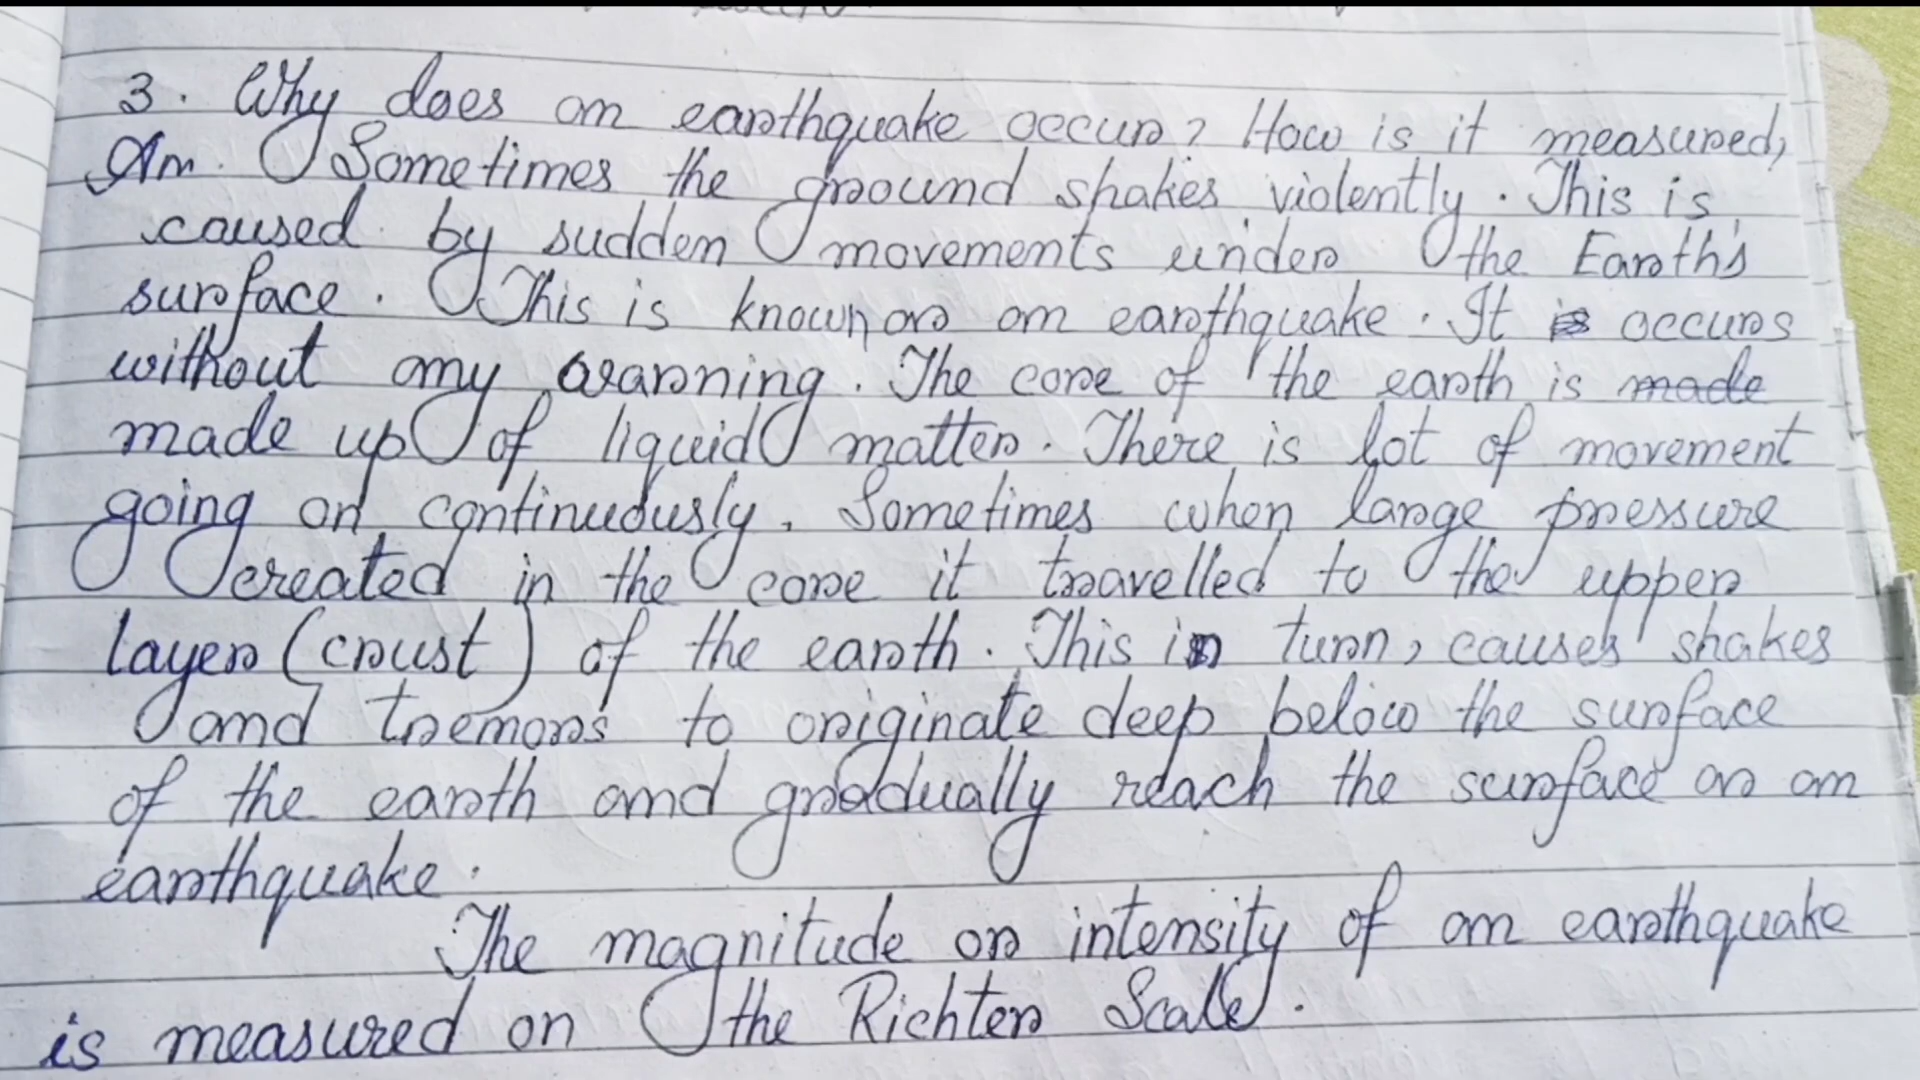 3. Why does an earthquake occur? How is it measured,
An. Sometimes the ground shakes violently. This is
caused by sudden movements under the Earth's
surface. This is known as an earthquake. It occurs
without any warning. The core of the earth is made
made up of liquid matter. There is lot of movement
going on continuously. Sometimes when large pressure
created in the core it travelled to the upper
layer (crust) of the earth. This in turn, causes shakes
and tremors to originate deep below the surface
of the earth and gradually reach the surface as an
earthquake.
The magnitude or intensity of an earthquake
is measured on the Richter Scale.